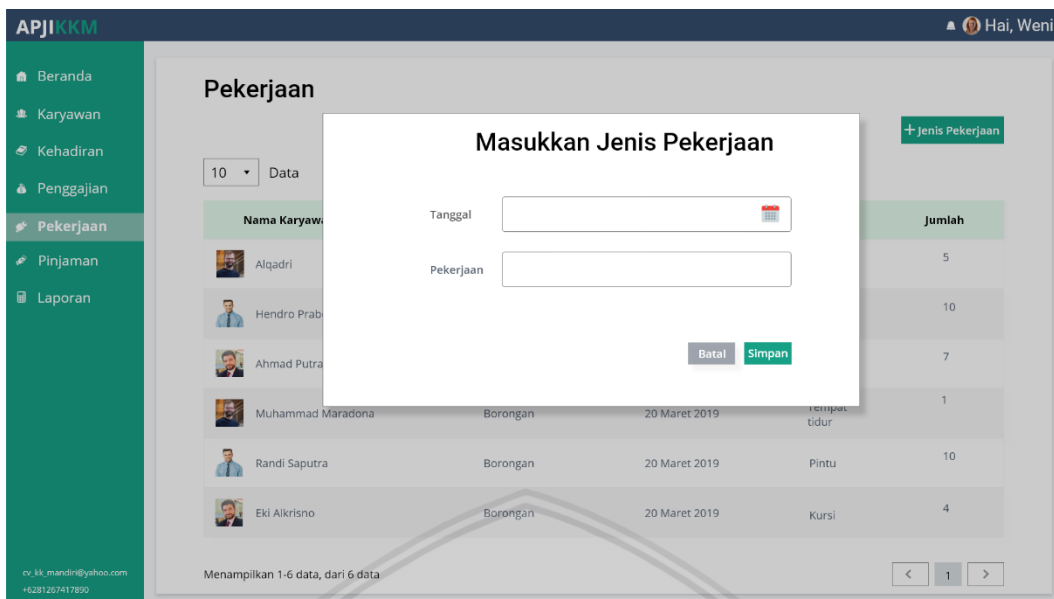 APJIKKM
Hai, Weni
Beranda
Karyawan
Kehadiran
Penggajian
Pekerjaan
Pinjaman
Laporan
cv_kk_mandiri@yahoo.com
+6281267417890
Pekerjaan
+ Jenis Pekerjaan
10 Data
Nama Karyawa
Jumlah
Alqadri 5
Hendro Prab 10
Ahmad Putra 7
Muhammad Maradona Borongan 20 Maret 2019 Tempat 1
tidur
Randi Saputra Borongan 20 Maret 2019 Pintu 10
Eki Alkrisno Borongan 20 Maret 2019 Kursi 4
Menampilkan 1-6 data, dari 6 data
< 1 >
Masukkan Jenis Pekerjaan
Tanggal
Pekerjaan
Batal Simpan